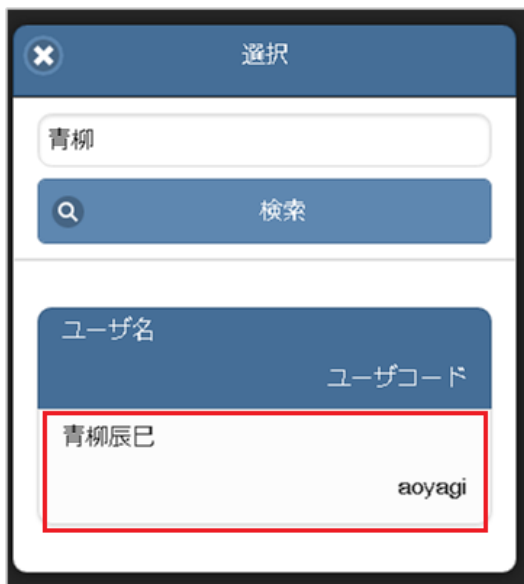 選択
青柳
検索
ユーザ名
ユーザコード
青柳辰巳
aoyagi